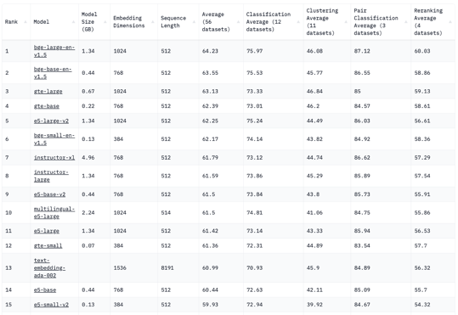 Rank Model Model Size (GB) Embedding Dimensions Sequence Length Average (56 datasets) Classification Average (12 datasets) Clustering Average (11 datasets) Pair Classification Average (3 datasets) Reranking Average (4 datasets)
1 bge-large-en-v1.5 1.34 1024 512 64.23 75.97 46.08 87.12 60.03
2 bge-base-en-v1.5 0.44 768 512 63.55 75.53 45.77 86.55 58.86
3 gte-large 0.67 1024 512 63.13 73.33 46.84 85 59.13
4 gte-base 0.22 768 512 62.39 73.01 46.2 84.57 58.61
5 e5-large-v2 1.34 1024 512 62.25 75.24 44.49 86.03 56.61
6 bge-small-en-v1.5 0.13 384 512 62.17 74.14 43.82 84.92 58.36
7 instructor-xl 4.96 768 512 61.79 73.12 44.74 86.62 57.29
8 instructor-large 1.34 768 512 61.59 73.86 45.29 85.89 57.54
9 e5-base-v2 0.44 768 512 61.5 73.84 43.8 85.73 55.91
10 multilingual-e5-large 2.24 1024 514 61.5 74.81 41.06 84.75 55.86
11 e5-large 1.34 1024 512 61.42 73.14 43.33 85.94 56.53
12 gte-small 0.07 384 512 61.36 72.31 44.89 83.54 57.7
13 text-embedding-ada-002 1536 8191 60.99 70.93 45.9 84.89 56.32
14 e5-base 0.44 768 512 60.44 72.63 42.11 85.09 55.7
15 e5-small-v2 0.13 384 512 59.93 72.94 39.92 84.67 54.32